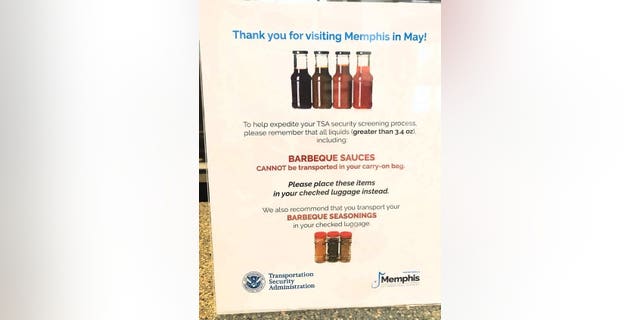 Thank you for visiting Memphis in May!
To help expedite your TSA security screening process,
please remember that all liquids (greater than 3.4 oz),
including:
BARBEQUE SAUCES
CANNOT be transported in your carry-on bag.
Please place these items
in your checked luggage instead.
We also recommend that you transport your
BARBEQUE SEASONINGS
in your checked luggage.
Transportation
Security
Administration
Memphis